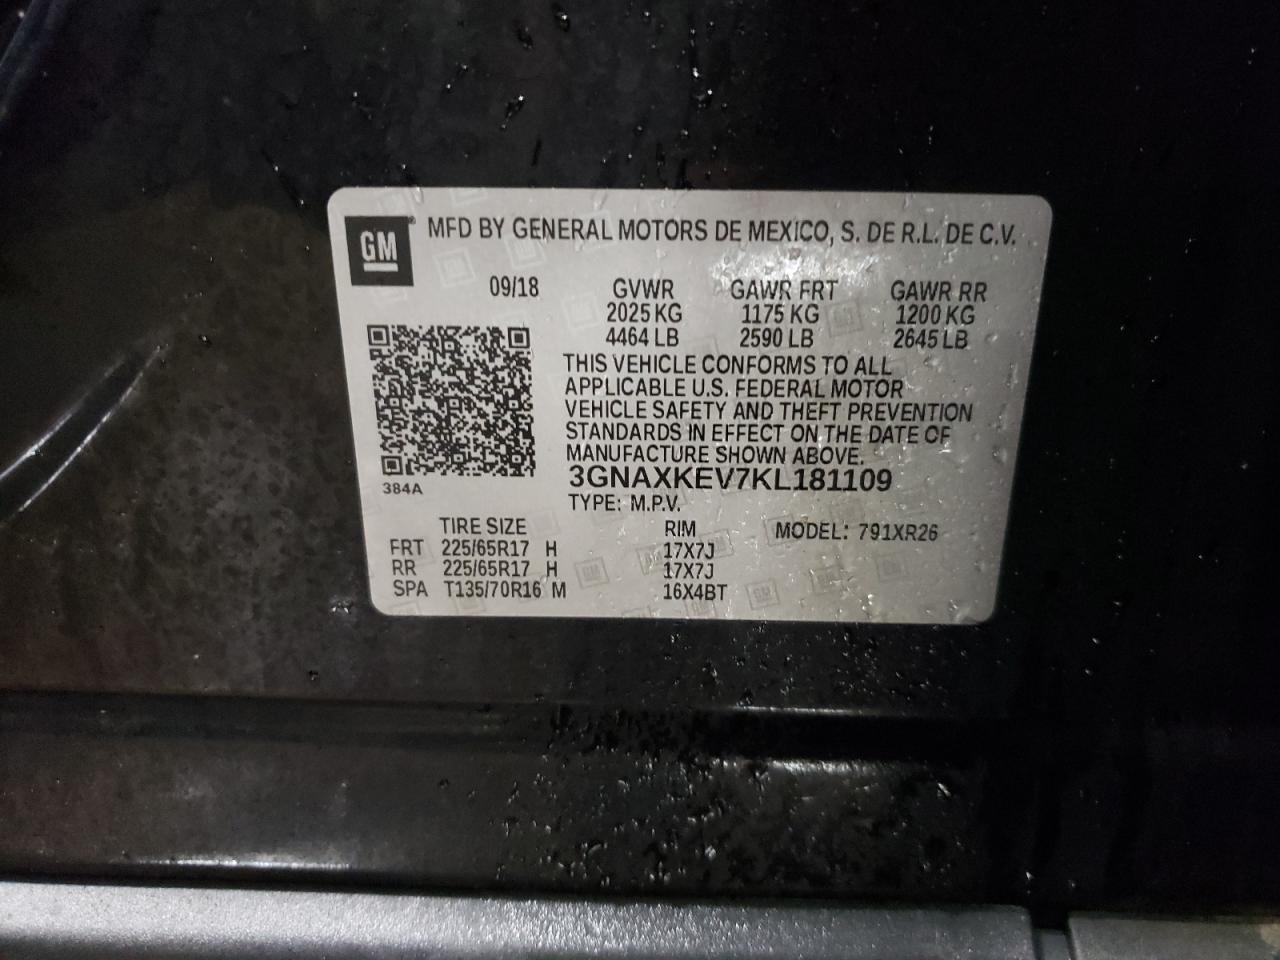 GM®
MFD BY GENERAL MOTORS DE MEXICO, S. DE R.L. DE C.V.
09/18 GVWR GAWR FRT GAWR RR
2025 KG 1175 KG 1200 KG
4464 LB 2590 LB 2645 LB
THIS VEHICLE CONFORMS TO ALL
APPLICABLE U.S. FEDERAL MOTOR
VEHICLE SAFETY AND THEFT PREVENTION
STANDARDS IN EFFECT ON THE DATE OF
MANUFACTURE SHOWN ABOVE.
3GNAXKEV7KL181109
384A
TYPE: M.P.V.
TIRE SIZE RIM MODEL: 791XR26
FRT 225/65R17 H 17X7J
RR 225/65R17 H 17X7J
SPA T135/70R16 M 16X4BT